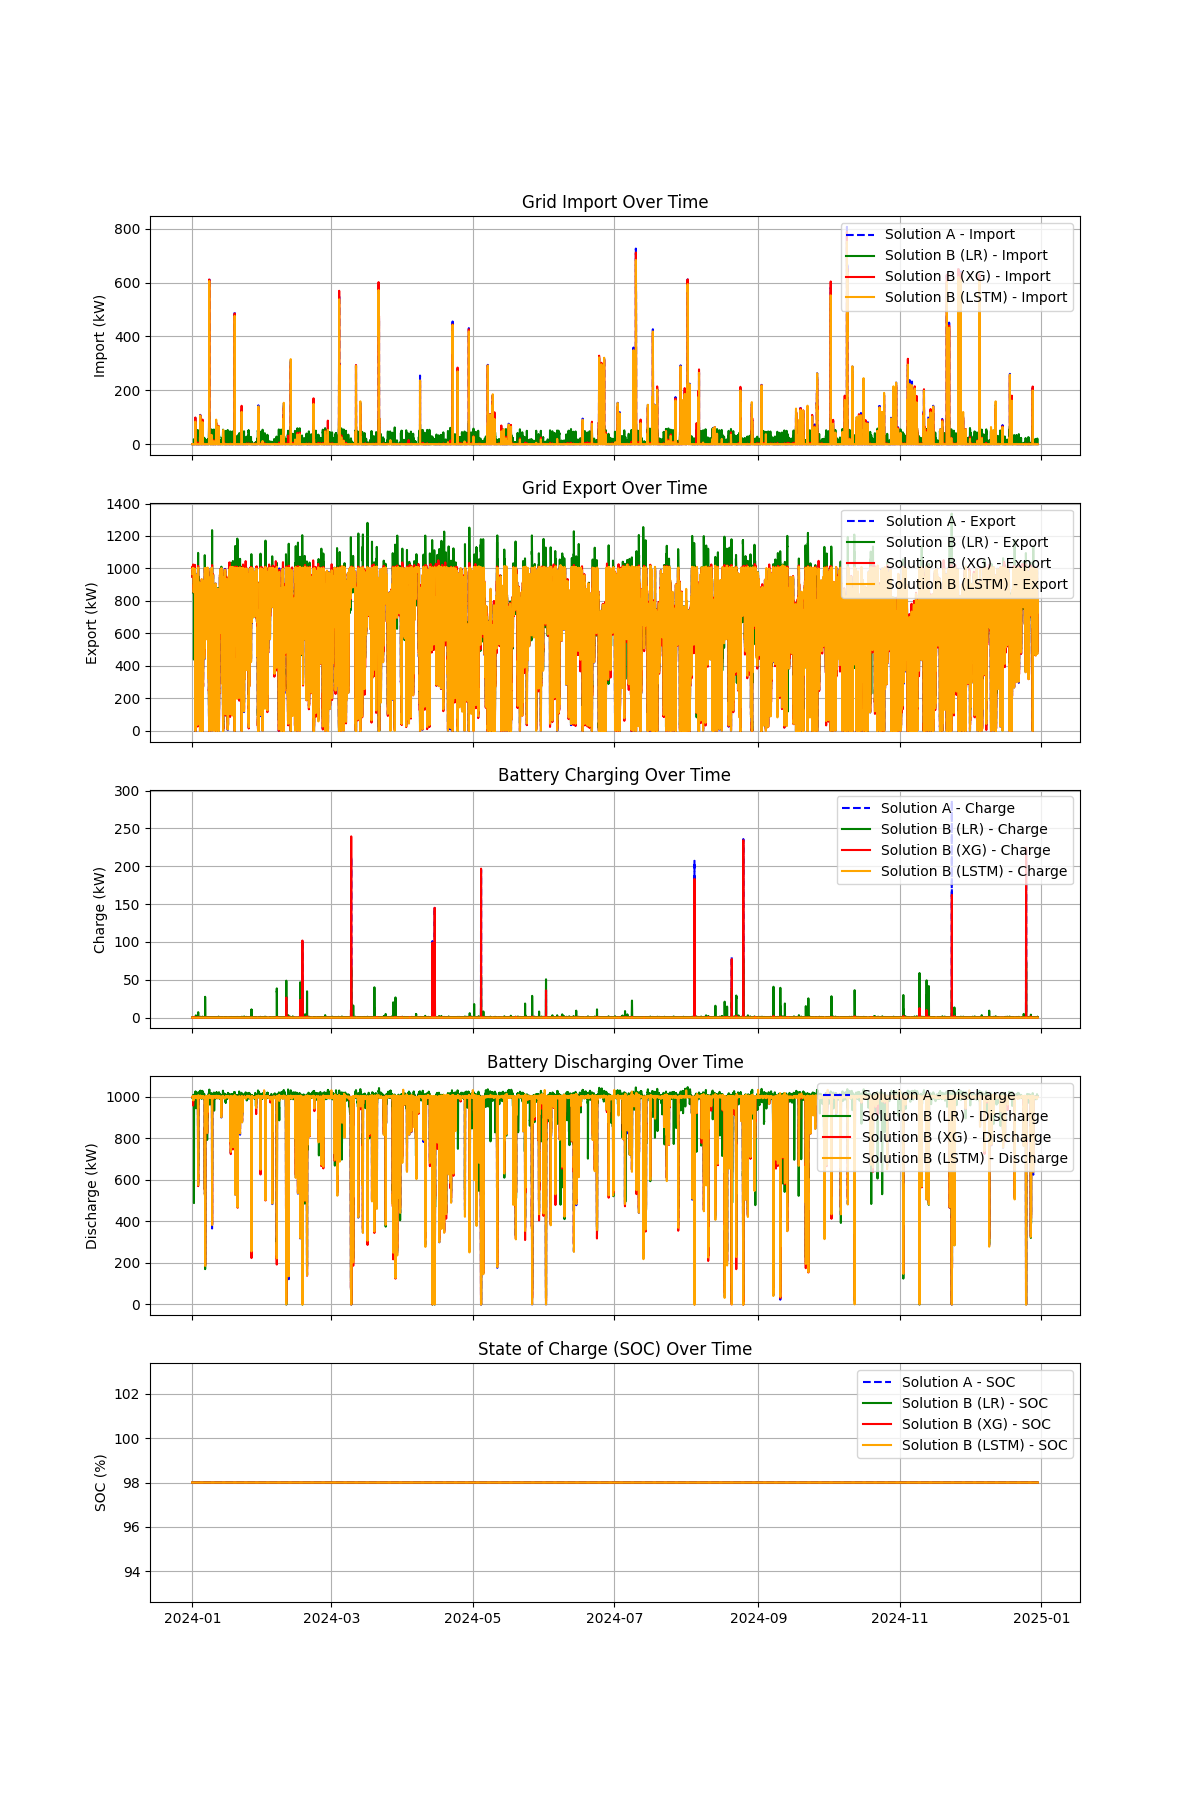 Grid Import Over Time
Import (kW)
800
600
400
200
0
Solution A - Import
Solution B (LR) - Import
Solution B (XG) - Import
Solution B (LSTM) - Import
Grid Export Over Time
Export (kW)
1400
1200
1000
800
600
400
200
0
Solution A - Export
Solution B (LR) - Export
Solution B (XG) - Export
Solution B (LSTM) - Export
Battery Charging Over Time
Charge (kW)
300
250
200
150
100
50
0
Solution A - Charge
Solution B (LR) - Charge
Solution B (XG) - Charge
Solution B (LSTM) - Charge
Battery Discharging Over Time
Discharge (kW)
1000
800
600
400
200
0
Solution A - Discharge
Solution B (LR) - Discharge
Solution B (XG) - Discharge
Solution B (LSTM) - Discharge
State of Charge (SOC) Over Time
SOC (%)
102
100
98
96
94
Solution A - SOC
Solution B (LR) - SOC
Solution B (XG) - SOC
Solution B (LSTM) - SOC
2024-01 2024-03 2024-05 2024-07 2024-09 2024-11 2025-01